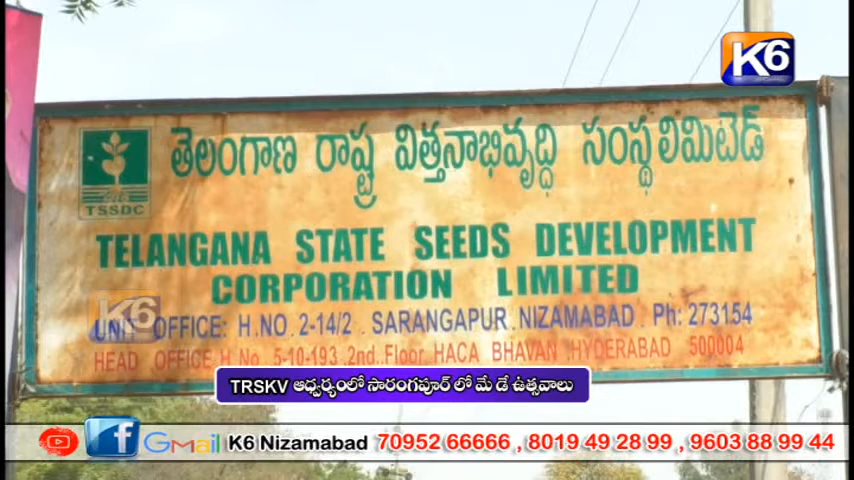 K6
తెలంగాణ రాష్ట్ర విత్తనాభివృద్ధి సంస్థ లిమిటెడ్
TSSDC
TELANGANA STATE SEEDS DEVELOPMENT
CORPORATION LIMITED
K6
UNIT OFFICE: H.NO. 2-14/2 . SARANGAPUR . NIZAMABAD . Ph: 273154
HEAD OFFICE H.No. 5-10-193, 2nd. Floor, HACA BHAVAN ,HYDERABAD 500004
TRSKV ఆధ్వర్యంలో సారంగపూర్ లో మే డే ఉత్సవాలు
f Gmail K6 Nizamabad 70952 66666 , 8019 49 28 99 , 9603 88 99 44